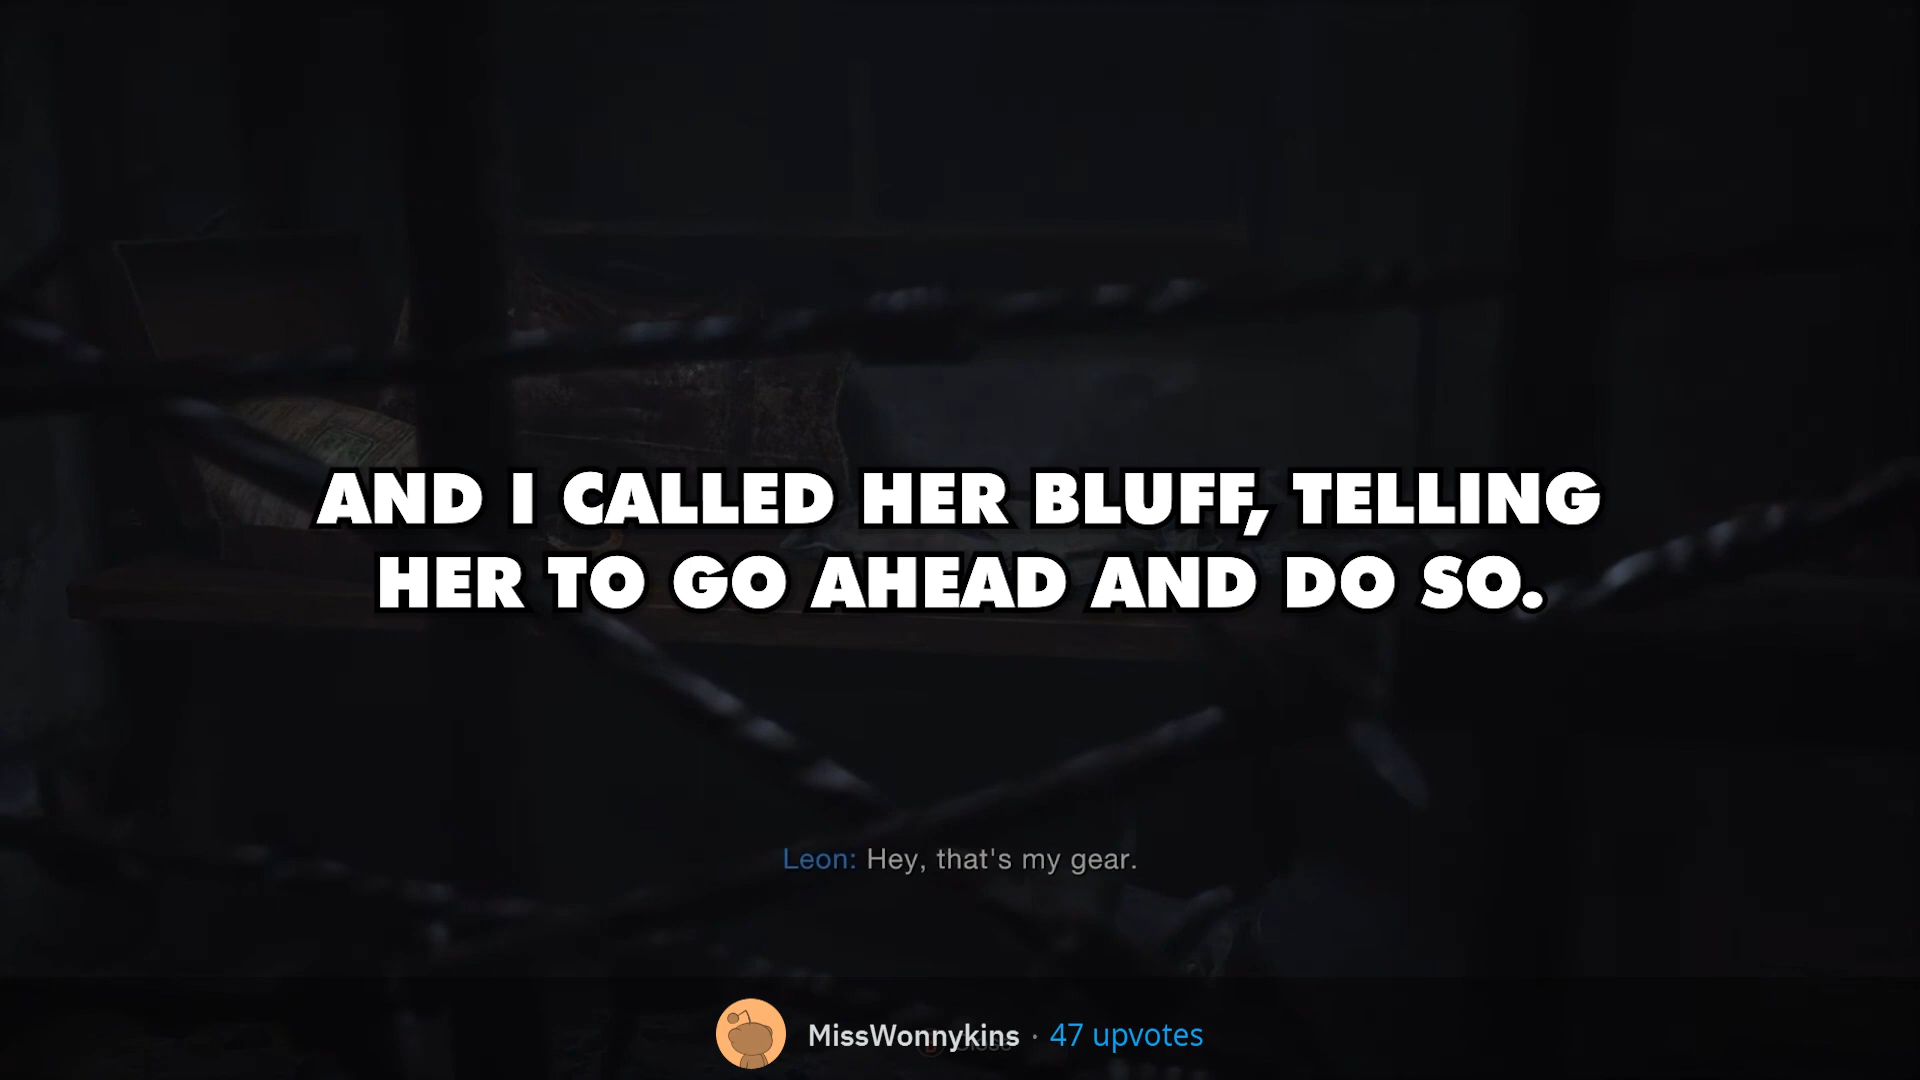 AND I CALLED HER BLUFF, TELLING
HER TO GO AHEAD AND DO SO.
Leon: Hey, that's my gear.
MissWonnykins · 47 upvotes